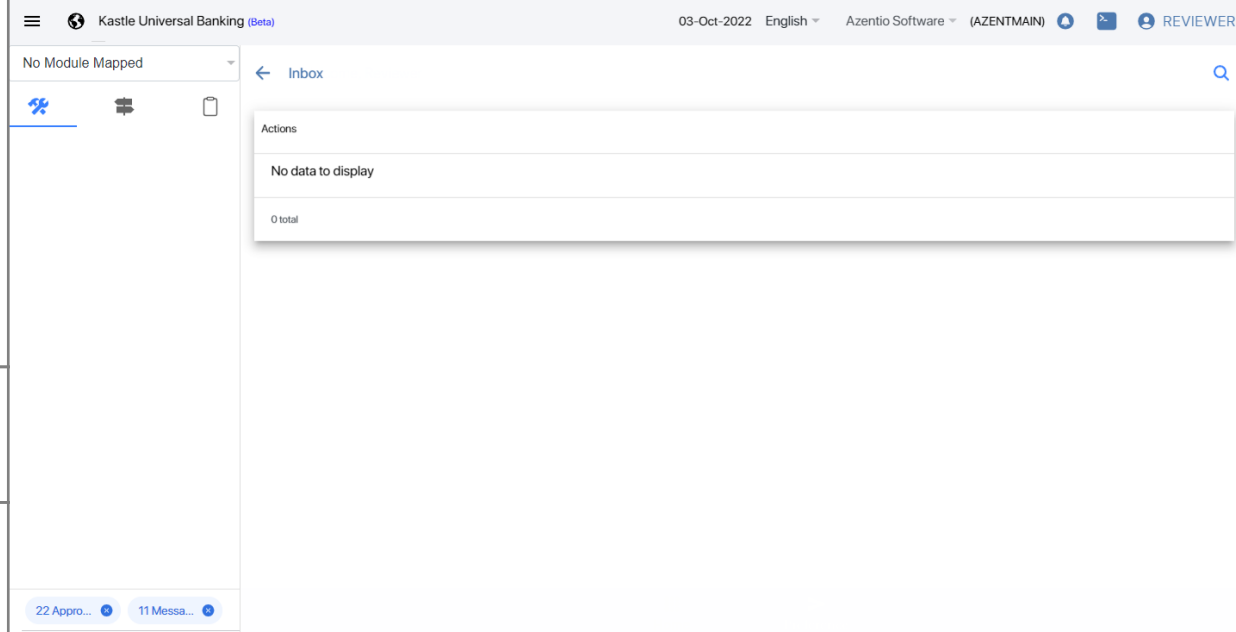 Kastle Universal Banking (Beta)
03-Oct-2022 English Azentio Software (AZENTMAIN) REVIEWER
No Module Mapped
Inbox
Actions
No data to display
0 total
22 Appro... 11 Messa...